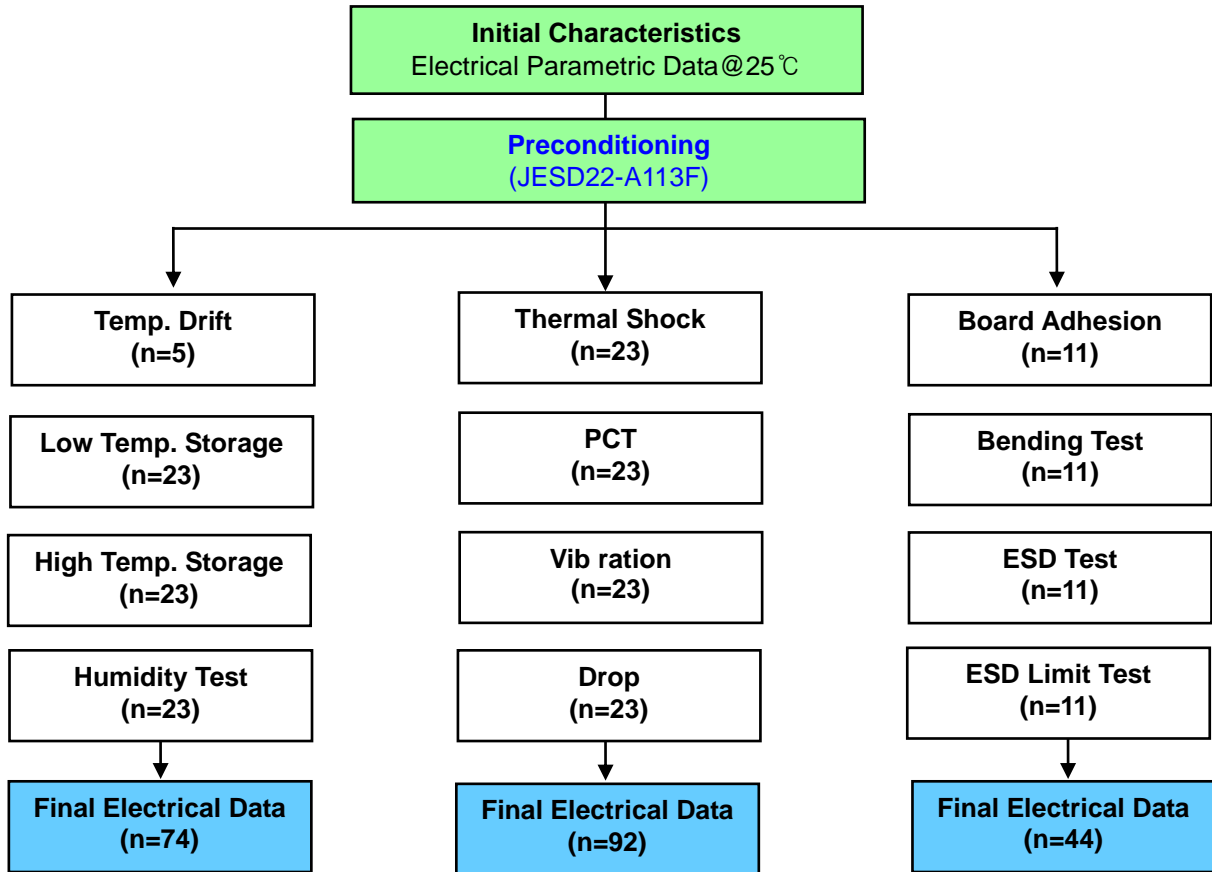 Initial Characteristics
Electrical Parametric Data@25℃
Preconditioning
(JESD22-A113F)
Temp. Drift
(n=5)
Low Temp. Storage
(n=23)
High Temp. Storage
(n=23)
Humidity Test
(n=23)
Final Electrical Data
(n=74)
Thermal Shock
(n=23)
PCT
(n=23)
Vib ration
(n=23)
Drop
(n=23)
Final Electrical Data
(n=92)
Board Adhesion
(n=11)
Bending Test
(n=11)
ESD Test
(n=11)
ESD Limit Test
(n=11)
Final Electrical Data
(n=44)